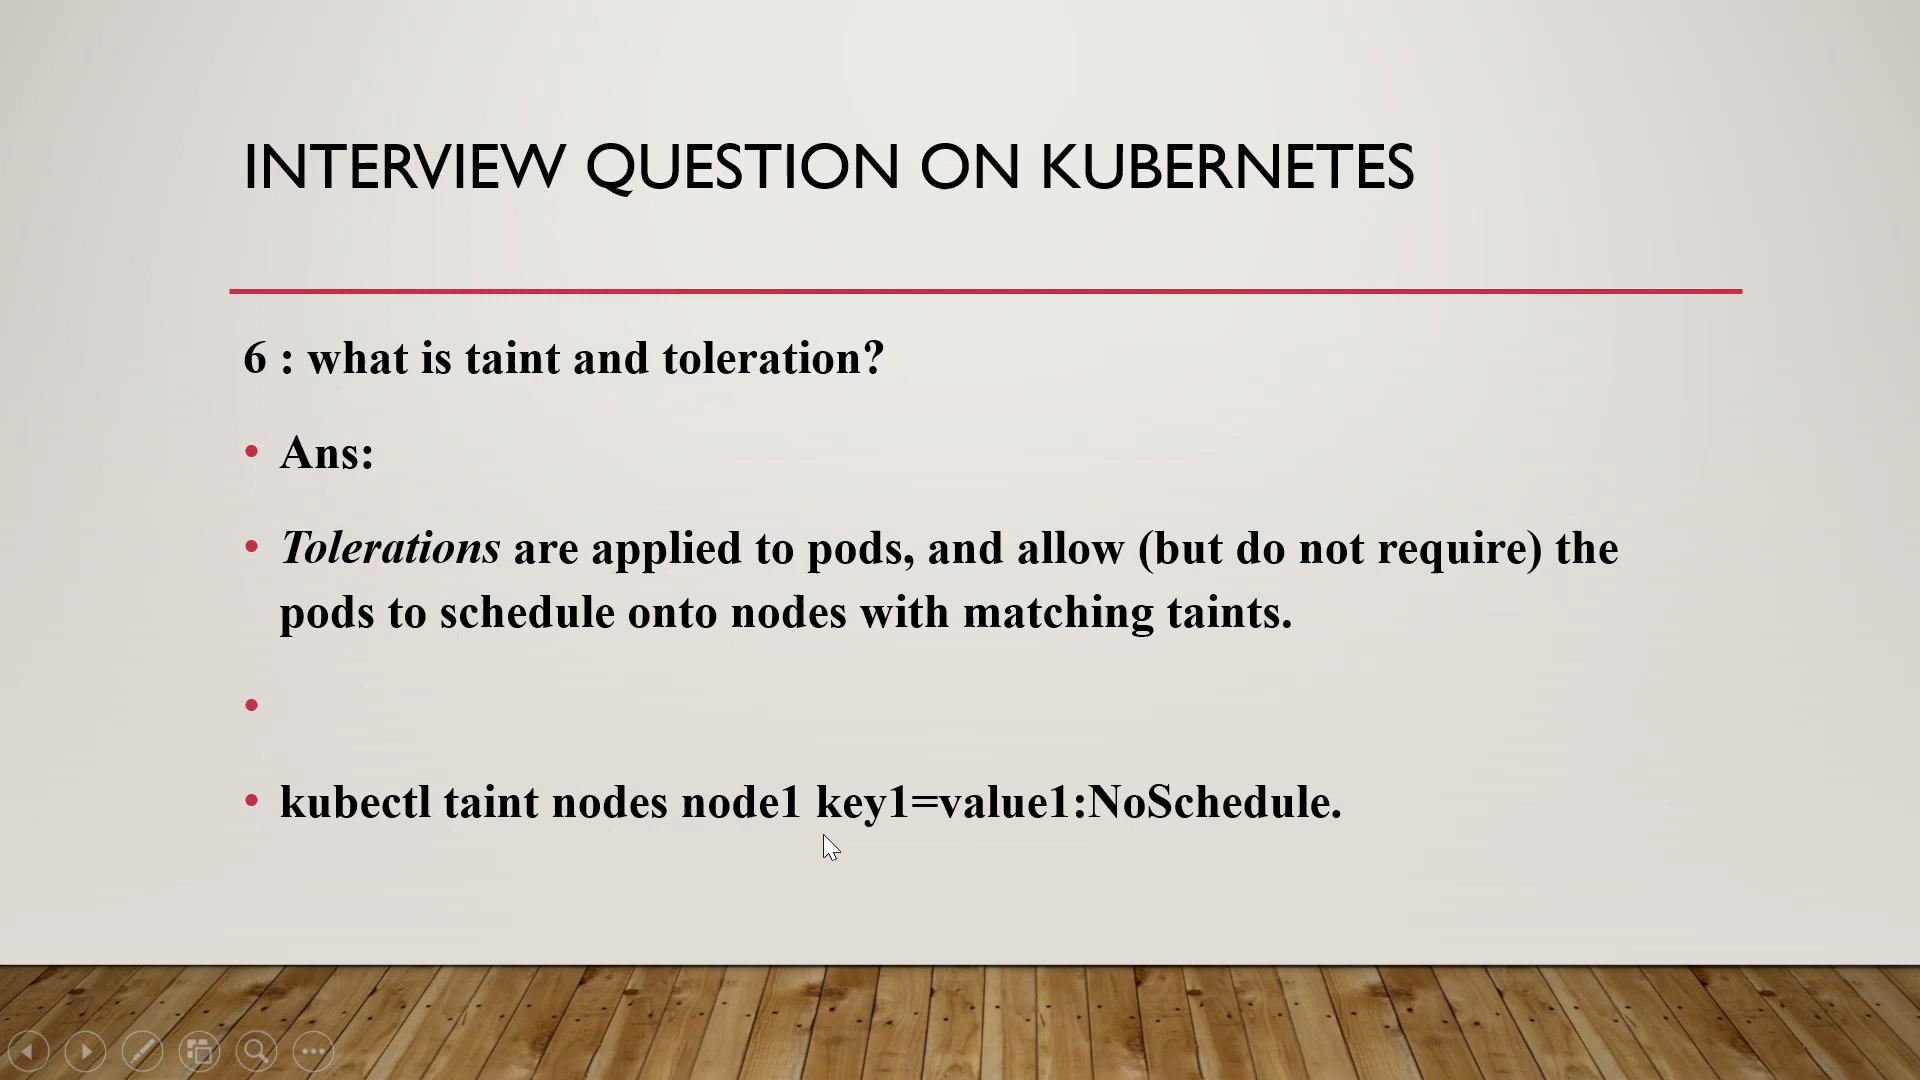 INTERVIEW QUESTION ON KUBERNETES
6 : what is taint and toleration?
• Ans:
• Tolerations are applied to pods, and allow (but do not require) the
pods to schedule onto nodes with matching taints.
•
• kubectl taint nodes node1 key1=value1:NoSchedule.